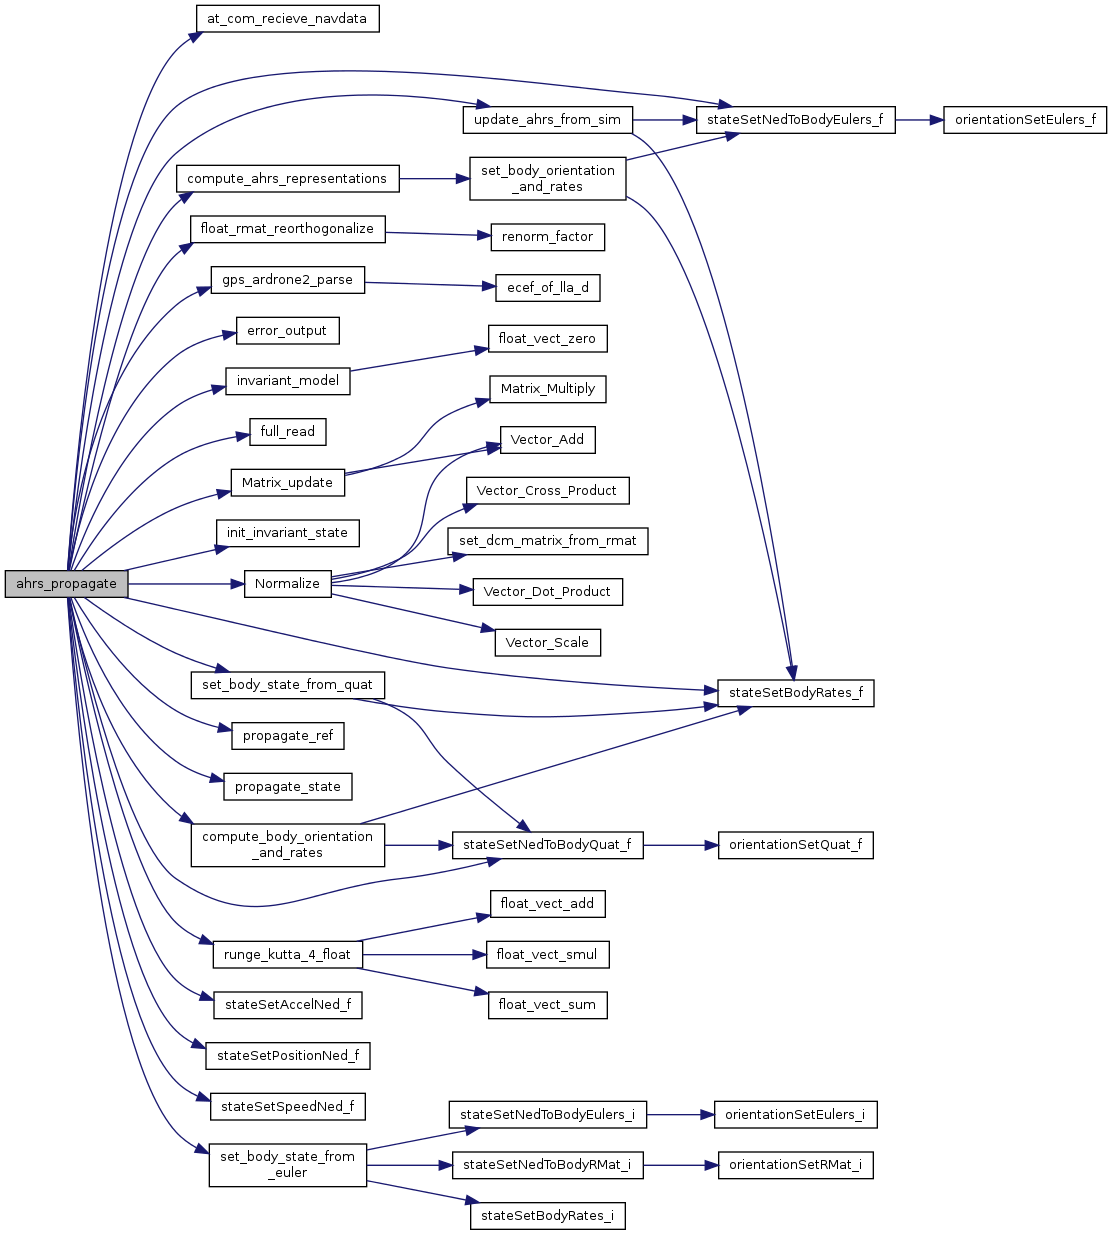 at_com_recieve_navdata
update_ahrs_from_sim
stateSetNedToBodyEulers_f
orientationSetEulers_f
compute_ahrs_representations
set_body_orientation
_and_rates
float_rmat_reorthogonalize
renorm_factor
gps_ardrone2_parse
ecef_of_lla_d
error_output
float_vect_zero
invariant_model
Matrix_Multiply
full_read
Vector_Add
Matrix_update
Vector_Cross_Product
init_invariant_state
set_dcm_matrix_from_rmat
ahrs_propagate
Normalize
Vector_Dot_Product
Vector_Scale
set_body_state_from_quat
stateSetBodyRates_f
propagate_ref
propagate_state
compute_body_orientation
_and_rates
stateSetNedToBodyQuat_f
orientationSetQuat_f
float_vect_add
runge_kutta_4_float
float_vect_smul
stateSetAccelNed_f
float_vect_sum
stateSetPositionNed_f
stateSetSpeedNed_f
stateSetNedToBodyEulers_i
orientationSetEulers_i
set_body_state_from
_euler
stateSetNedToBodyRMat_i
orientationSetRMat_i
stateSetBodyRates_i